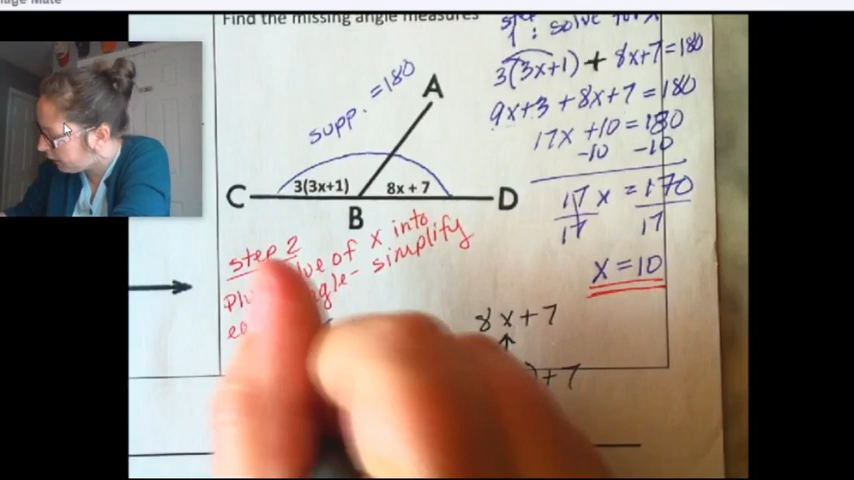 Find the missing angle measures
1: solve for x
3(3x+1) + 8x+7=180
9x+3 + 8x+7 = 180
17x +10 = 180
-10 -10
17x = 170
17 17
x = 10
supp. = 180
A
C 3(3x+1) 8x + 7 D
B
step 2
value of x into
angle - simplify
8x+7
+7